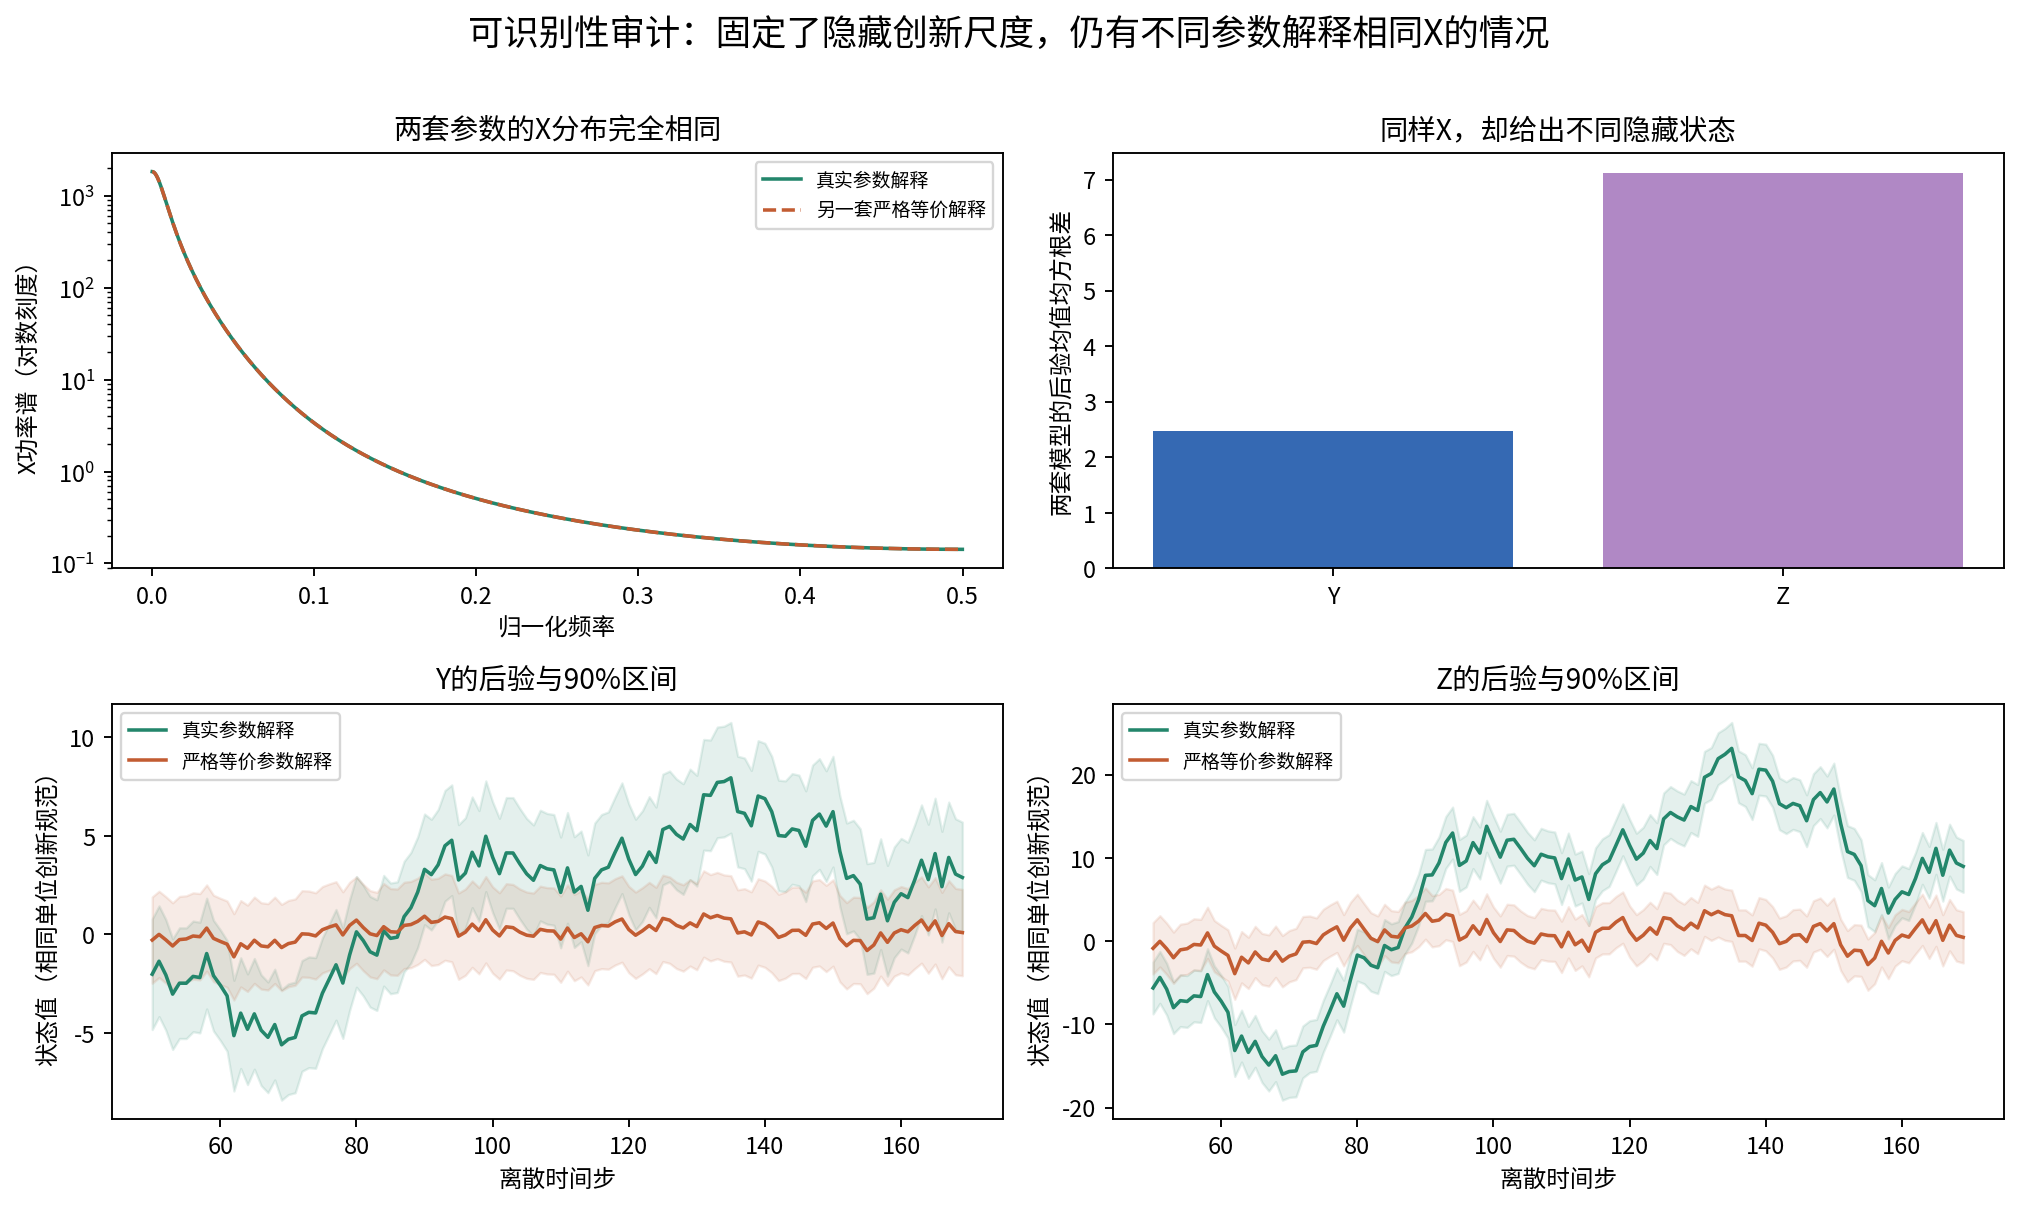 可识别性审计：固定了隐藏创新尺度，仍有不同参数解释相同X的情况
两套参数的X分布完全相同
X功率谱（对数刻度）
10³
10²
10¹
10⁰
10⁻¹
真实参数解释
另一套严格等价解释
0.0 0.1 0.2 0.3 0.4 0.5
归一化频率
同样X，却给出不同隐藏状态
两套模型的后验均值均方根差
7
6
5
4
3
2
1
0
Y Z
Y的后验与90%区间
状态值（相同单位创新规范）
10
5
0
-5
真实参数解释
严格等价参数解释
60 80 100 120 140 160
离散时间步
Z的后验与90%区间
状态值（相同单位创新规范）
20
10
0
-10
-20
真实参数解释
严格等价参数解释
60 80 100 120 140 160
离散时间步